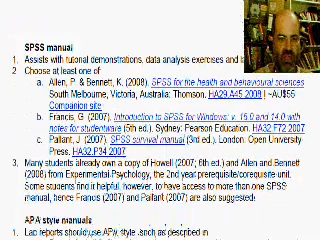 SPSS manual
1. Assists with tutorial demonstrations, data analysis exercises and
2. Choose at least one of:
a. Allen, P. & Bennett, K. (2008). SPSS for the health and behavioural sciences
South Melbourne, Victoria, Australia: Thomson. HA29.A45 2008 | ~AU$55
Companion site
b. Francis, G. (2007). Introduction to SPSS for Windows: v. 15.0 and 14.0 with
notes for studentware (5th ed.). Sydney: Pearson Education. HA32.F72 2007
c. Pallant, J. (2007). SPSS survival manual (3rd ed.). London: Open University
Press. HA32.P34 2007
3. Many students already own a copy of Howell (2007; 6th ed.) and Allen and Bennett
(2008) from Experimental Psychology, the 2nd year prerequisite/corequisite unit.
Some students find it helpful, however, to have access to more than one SPSS
manual, hence Francis (2007) and Pallant (2007) are also suggested.
APA style manuals
1. Lab reports should use APA style, such as described in